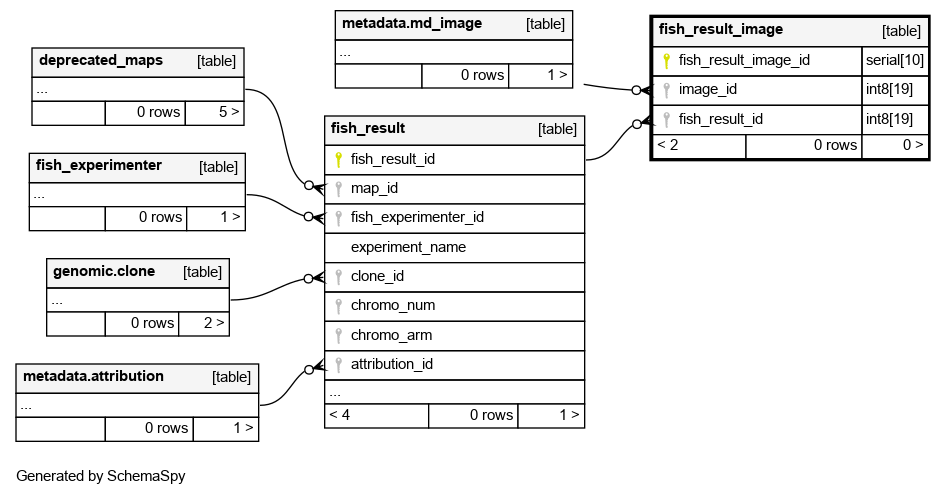 metadata.md_image [table]
...
0 rows 1 >
fish_result_image [table]
fish_result_image_id serial[10]
image_id int8[19]
fish_result_id int8[19]
< 2 0 rows 0 >
deprecated_maps [table]
...
0 rows 5 >
fish_experimenter [table]
...
0 rows 1 >
genomic.clone [table]
...
0 rows 2 >
metadata.attribution [table]
...
0 rows 1 >
fish_result [table]
fish_result_id
map_id
fish_experimenter_id
experiment_name
clone_id
chromo_num
chromo_arm
attribution_id
...
< 4 0 rows 1 >
Generated by SchemaSpy